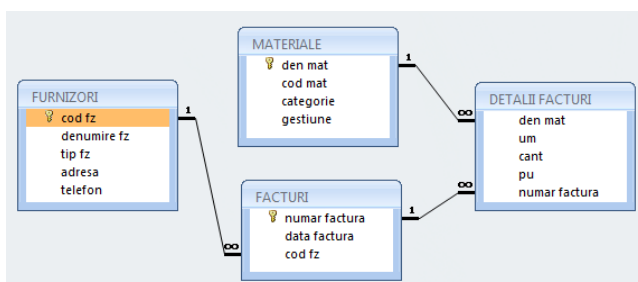 MATERIALE
den mat
cod mat
categorie
gestiune
1
∞
FURNIZORI
cod fz
denumire fz
tip fz
adresa
telefon
1
∞
DETALII FACTURI
den mat
um
cant
pu
numar factura
FACTURI
numar factura
data factura
cod fz
1
∞